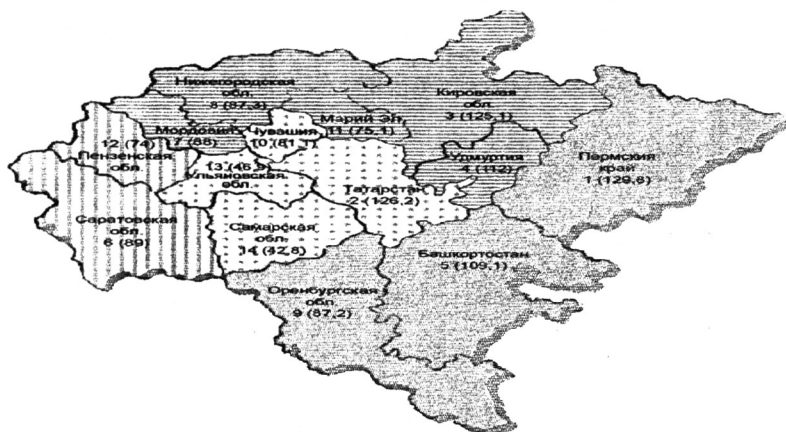 Нижегородская
обл.
8 (87,3)
Кировская
обл.
3 (125,1)
Марий Эл
11 (75,1)
Мордовия
7 (88)
Чувашия
10 (81,1)
12 (74)
Пензенская
обл.
Удмуртия
4 (112)
Пермский
край
1 (129,6)
13 (46,9)
Ульяновская
обл.
Татарстан
2 (126,2)
Саратовская
обл.
6 (89)
Самарская
обл.
14 (42,6)
Башкортостан
5 (109,1)
Оренбургская
обл.
9 (87,2)